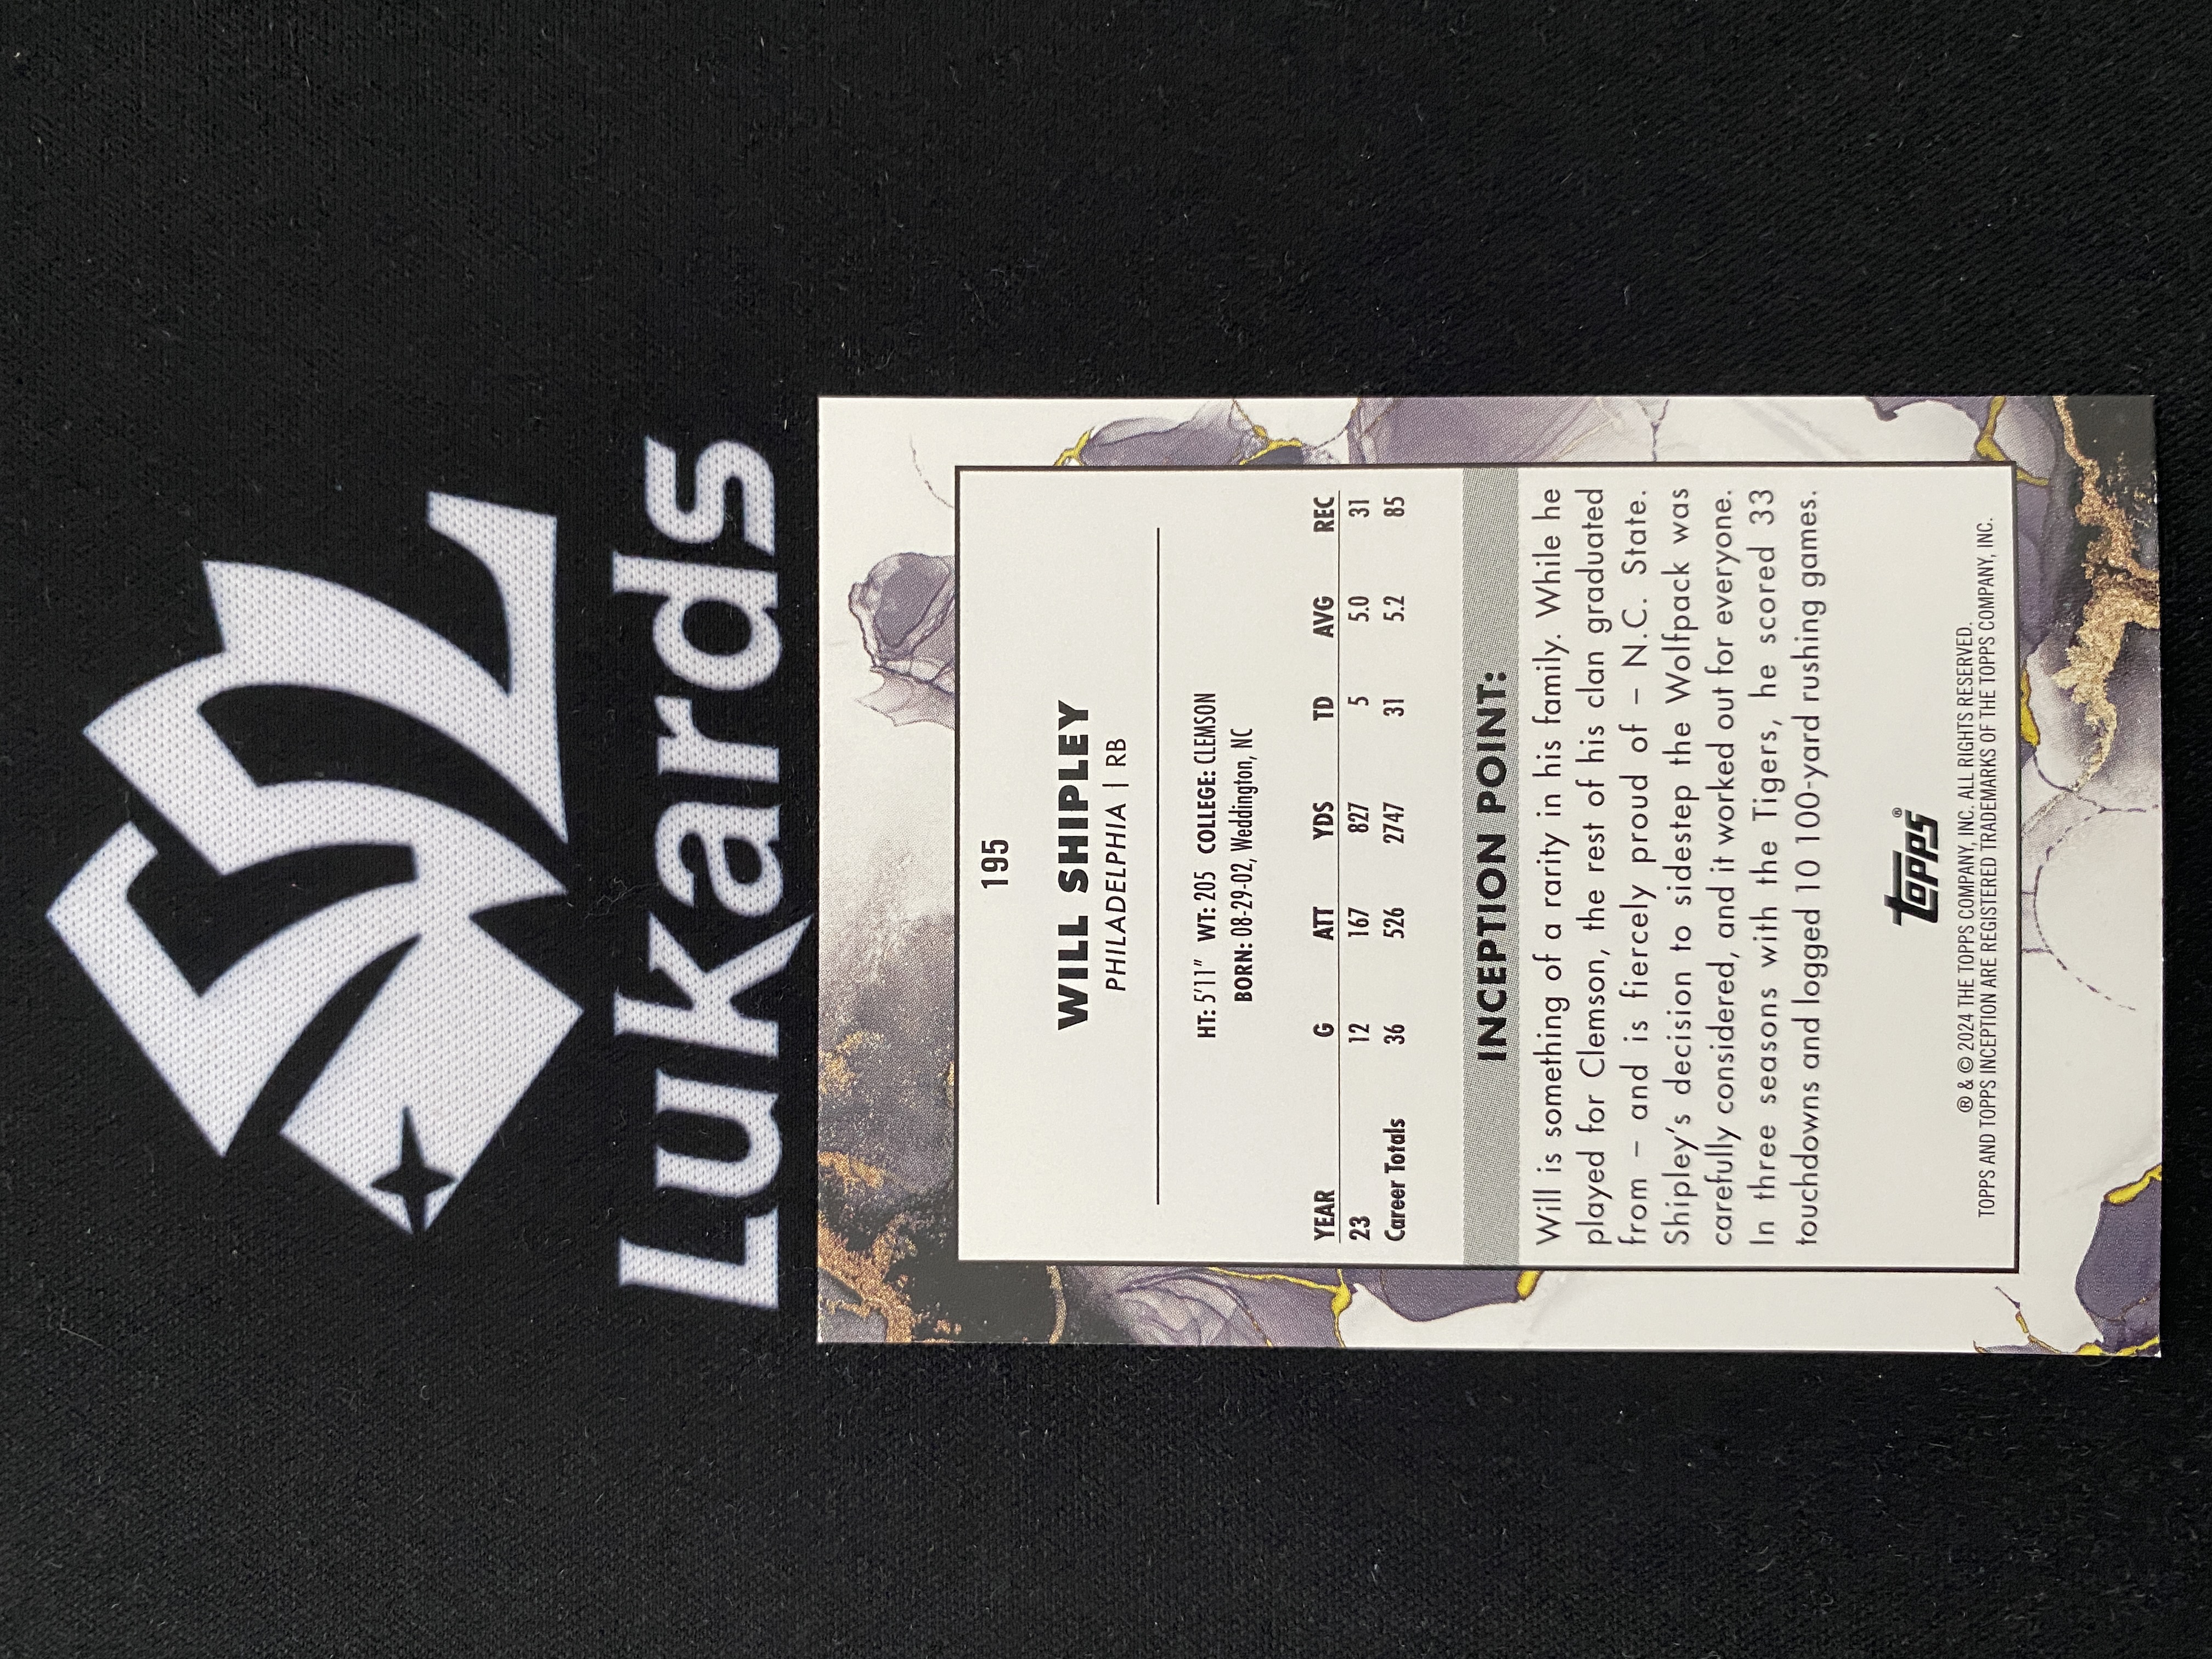 Lukards
195
WILL SHIPLEY
PHILADELPHIA | RB
HT: 5'11" WT: 205 COLLEGE: CLEMSON
BORN: 08-29-02, Weddington, NC
YEAR G ATT YDS TD AVG REC
23 12 167 827 5 5.0 31
Career Totals 36 526 2747 31 5.2 85
INCEPTION POINT:
Will is something of a rarity in his family. While he
played for Clemson, the rest of his clan graduated
from – and is fiercely proud of – N.C. State.
Shipley's decision to sidestep the Wolfpack was
carefully considered, and it worked out for everyone.
In three seasons with the Tigers, he scored 33
touchdowns and logged 10 100-yard rushing games.
topps®
® & © 2024 THE TOPPS COMPANY, INC. ALL RIGHTS RESERVED.
TOPPS AND TOPPS INCEPTION ARE REGISTERED TRADEMARKS OF THE TOPPS COMPANY, INC.